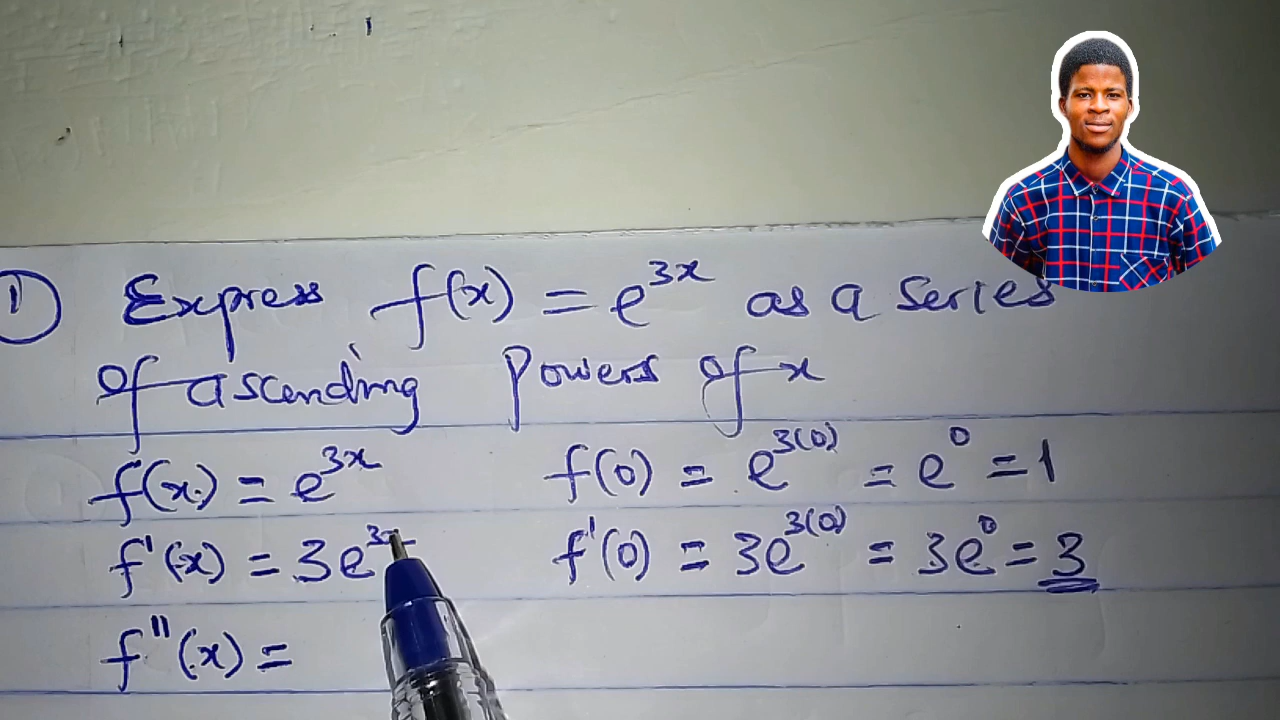 ① Express f(x) = e^{3x} as a series
of ascending Powers of x
f(x) = e^{3x} f(0) = e^{3(0)} = e^0 = 1
f'(x) = 3e^{3x} f'(0) = 3e^{3(0)} = 3e^0 = 3
f''(x) =